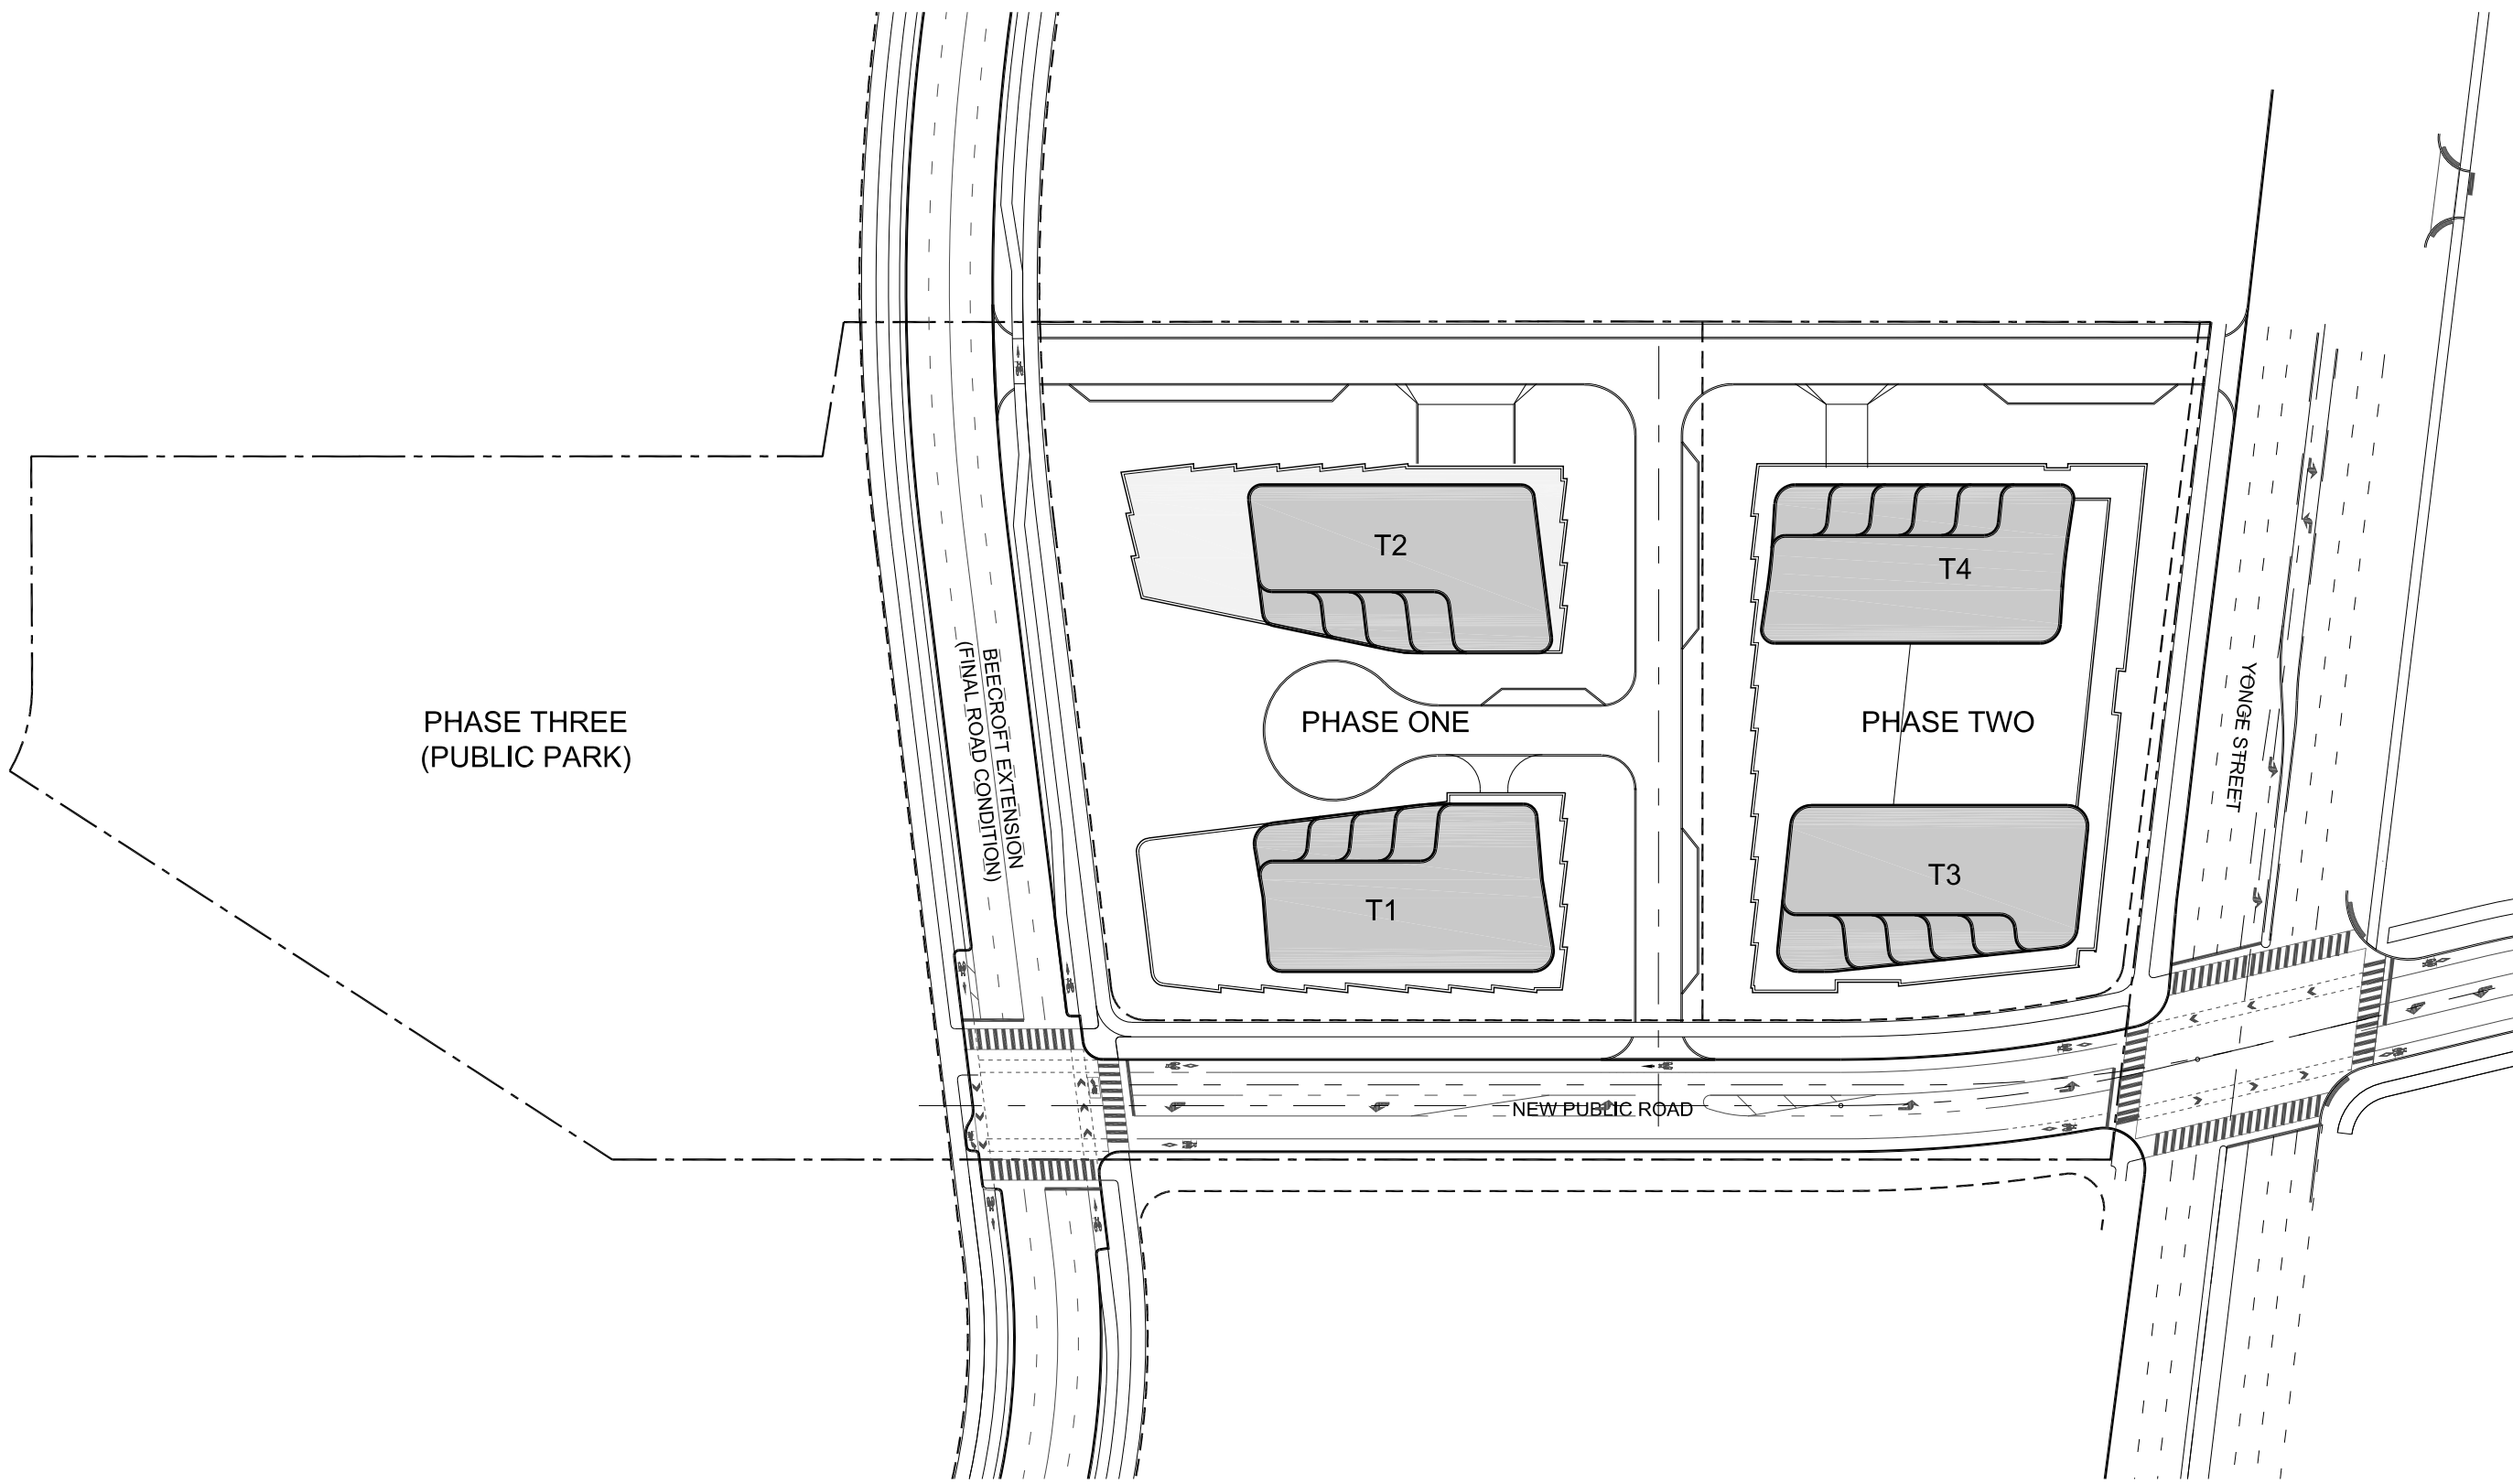 T2
T4
BEECROFT EXTENSION
(FINAL ROAD CONDITION)
YONGE STREET
PHASE THREE
(PUBLIC PARK)
PHASE ONE
PHASE TWO
T1
T3
NEW PUBLIC ROAD